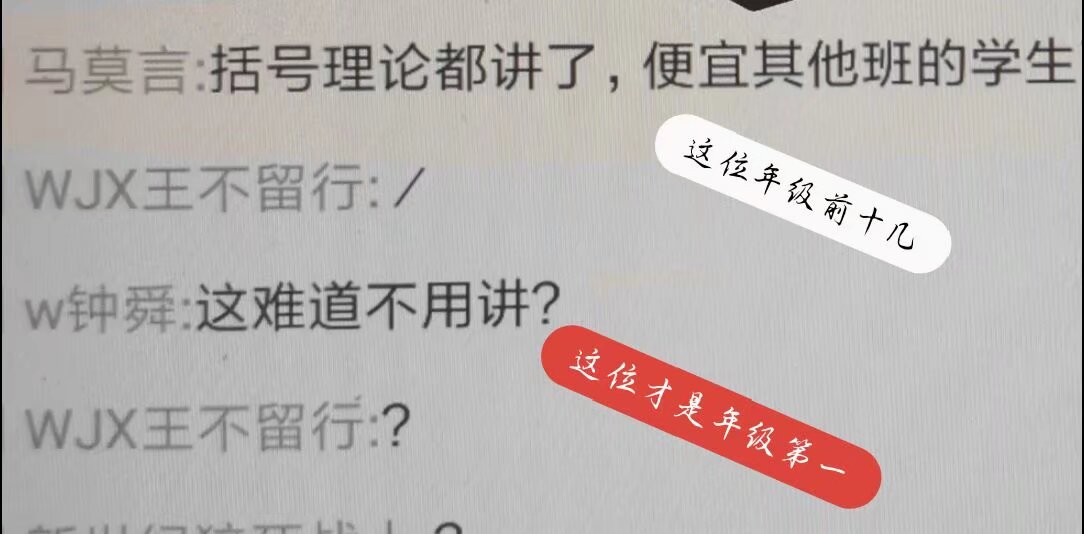 马莫言:括号理论都讲了，便宜其他班的学生
这位年级前十几
WJX王不留行: /
w钟舜:这难道不用讲?
这位才是年级第一
WJX王不留行:?